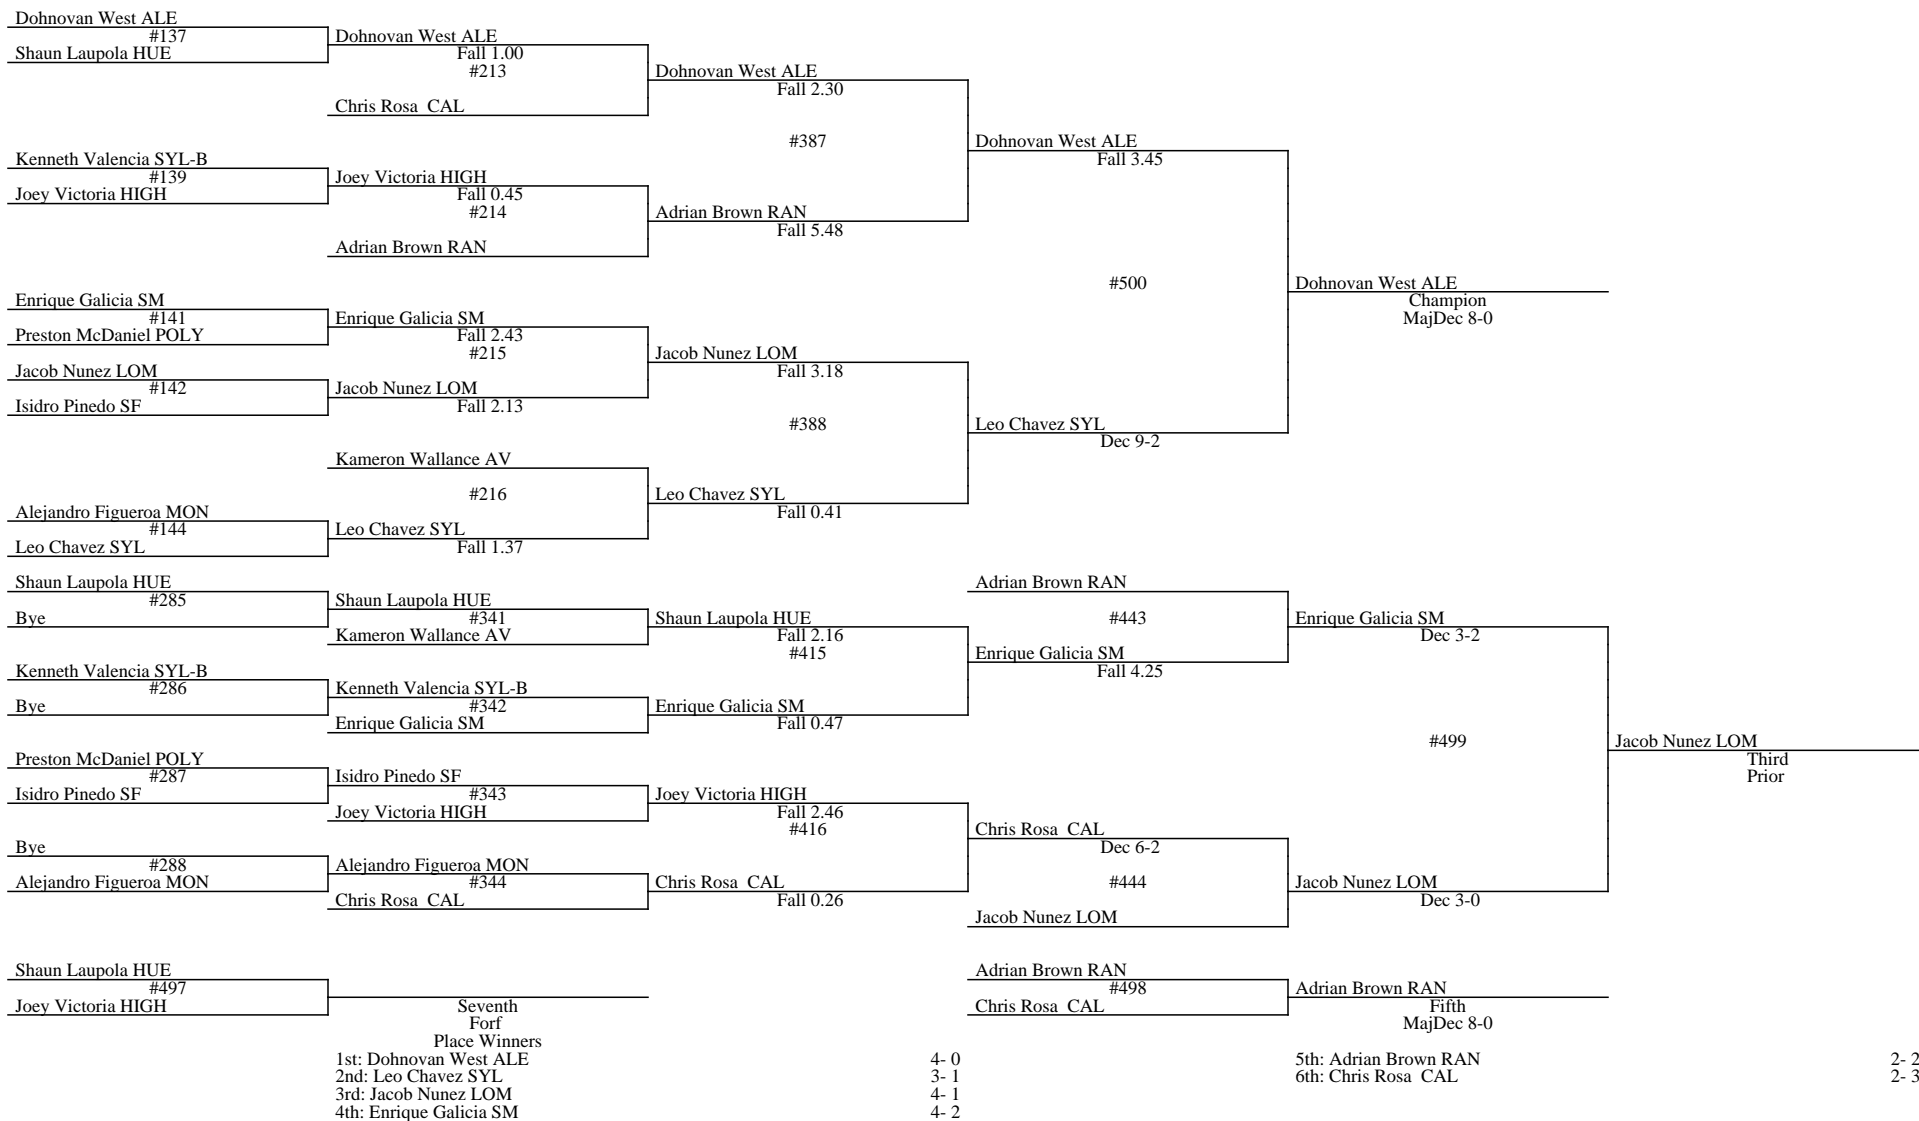 Dohnovan West ALE
#137
Shaun Laupola HUE
Dohnovan West ALE
Fall 1.00
#213
Chris Rosa  CAL
Dohnovan West ALE
Fall 2.30
#387
Kenneth Valencia SYL-B
#139
Joey Victoria HIGH
Joey Victoria HIGH
Fall 0.45
#214
Adrian Brown RAN
Adrian Brown RAN
Fall 5.48
Dohnovan West ALE
Fall 3.45
#500
Dohnovan West ALE
Champion
MajDec 8-0
Enrique Galicia SM
#141
Preston McDaniel POLY
Enrique Galicia SM
Fall 2.43
#215
Jacob Nunez LOM
#142
Isidro Pinedo SF
Jacob Nunez LOM
Fall 2.13
Jacob Nunez LOM
Fall 3.18
#388
Leo Chavez SYL
Dec 9-2
Kameron Wallance AV
#216
Leo Chavez SYL
Fall 0.41
Alejandro Figueroa MON
#144
Leo Chavez SYL
Leo Chavez SYL
Fall 1.37
Shaun Laupola HUE
#285
Bye
Shaun Laupola HUE
#341
Kameron Wallance AV
Shaun Laupola HUE
Fall 2.16
#415
Kenneth Valencia SYL-B
#286
Bye
Kenneth Valencia SYL-B
#342
Enrique Galicia SM
Enrique Galicia SM
Fall 0.47
Adrian Brown RAN
#443
Enrique Galicia SM
Fall 4.25
Enrique Galicia SM
Dec 3-2
#499
Jacob Nunez LOM
Third
Prior
Preston McDaniel POLY
#287
Isidro Pinedo SF
Isidro Pinedo SF
#343
Joey Victoria HIGH
Joey Victoria HIGH
Fall 2.46
#416
Bye
#288
Alejandro Figueroa MON
Alejandro Figueroa MON
#344
Chris Rosa  CAL
Chris Rosa  CAL
Fall 0.26
Chris Rosa  CAL
Dec 6-2
#444
Jacob Nunez LOM
Jacob Nunez LOM
Dec 3-0
Shaun Laupola HUE
#497
Joey Victoria HIGH
Seventh
Forf
Adrian Brown RAN
#498
Chris Rosa  CAL
Adrian Brown RAN
Fifth
MajDec 8-0
Place Winners
1st: Dohnovan West ALE 4- 0
2nd: Leo Chavez SYL 3- 1
3rd: Jacob Nunez LOM 4- 1
4th: Enrique Galicia SM 4- 2
5th: Adrian Brown RAN 2- 2
6th: Chris Rosa  CAL 2- 3